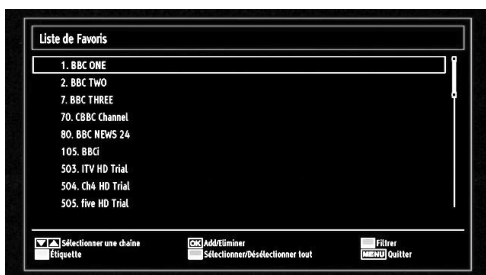 Liste de Favoris
1. BBC ONE
2. BBC TWO
7. BBC THREE
70. CBBC Channel
80. BBC NEWS 24
105. BBCi
503. ITV HD Trial
504. Ch4 HD Trial
505. five HD Trial
Sélectionner une chaîne OK Add/Eliminer Filtrer
Étiquette Sélectionner/Désélectionner tout MENU Quitter